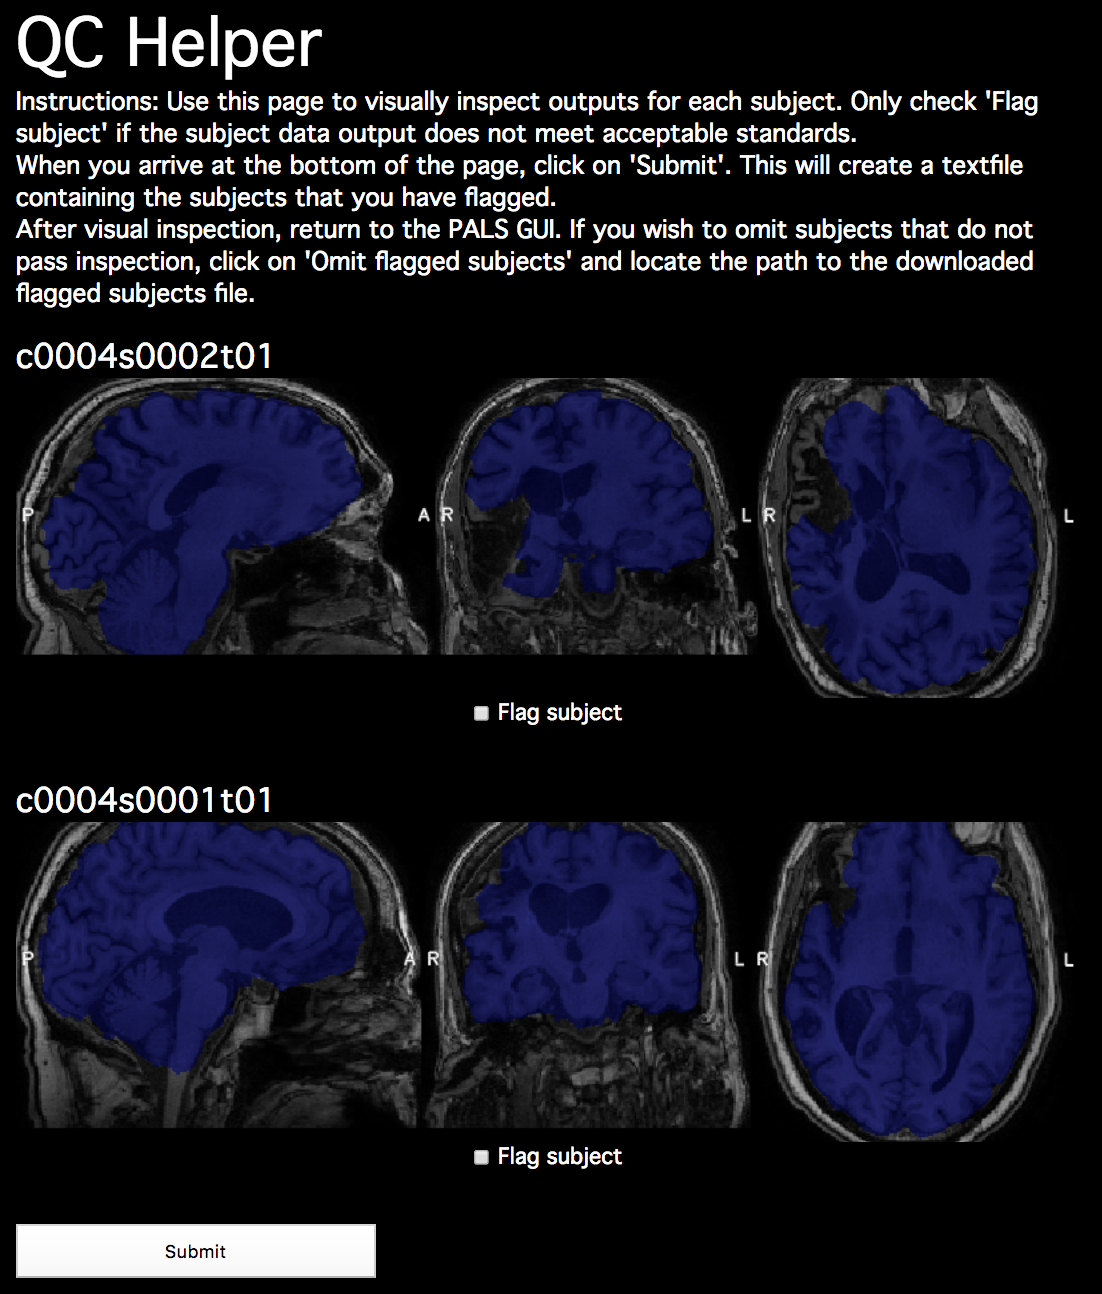 QC Helper
Instructions: Use this page to visually inspect outputs for each subject. Only check 'Flag
subject' if the subject data output does not meet acceptable standards.
When you arrive at the bottom of the page, click on 'Submit'. This will create a textfile
containing the subjects that you have flagged.
After visual inspection, return to the PALS GUI. If you wish to omit subjects that do not
pass inspection, click on 'Omit flagged subjects' and locate the path to the downloaded
flagged subjects file.
c0004s0002t01
P A R L R L
Flag subject
c0004s0001t01
P A R L R L
Flag subject
Submit